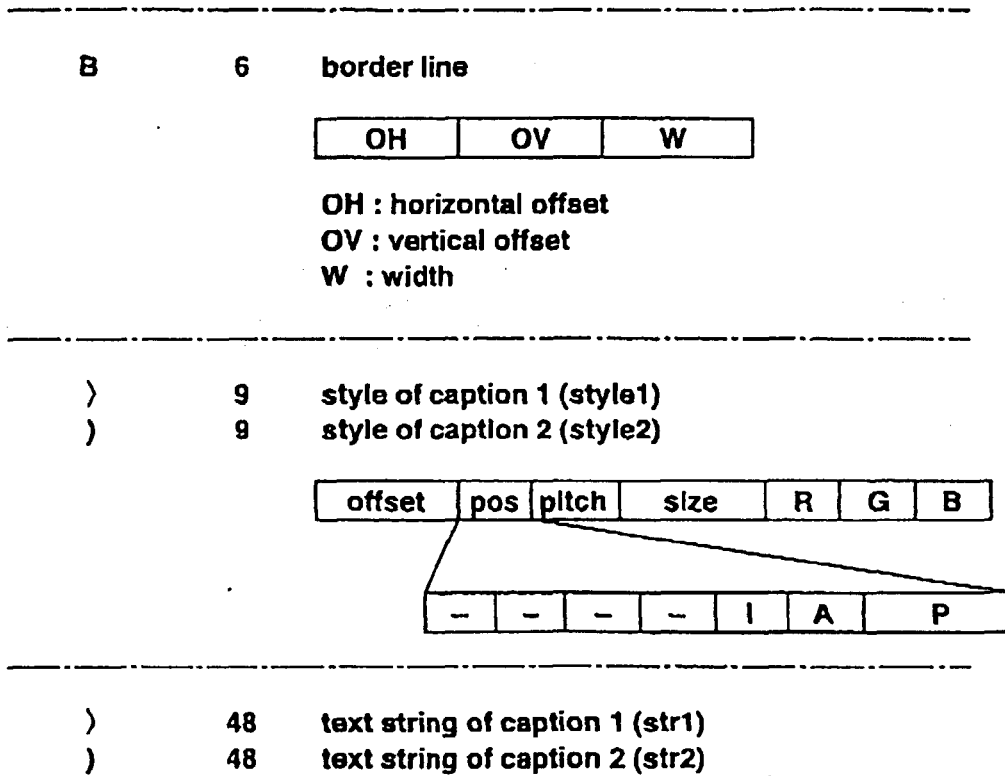 B 6 border line
OH OV W
OH : horizontal offset
OV : vertical offset
W : width
) 9 style of caption 1 (style1)
) 9 style of caption 2 (style2)
offset pos pitch size R G B
– – – – I A P
) 48 text string of caption 1 (str1)
) 48 text string of caption 2 (str2)